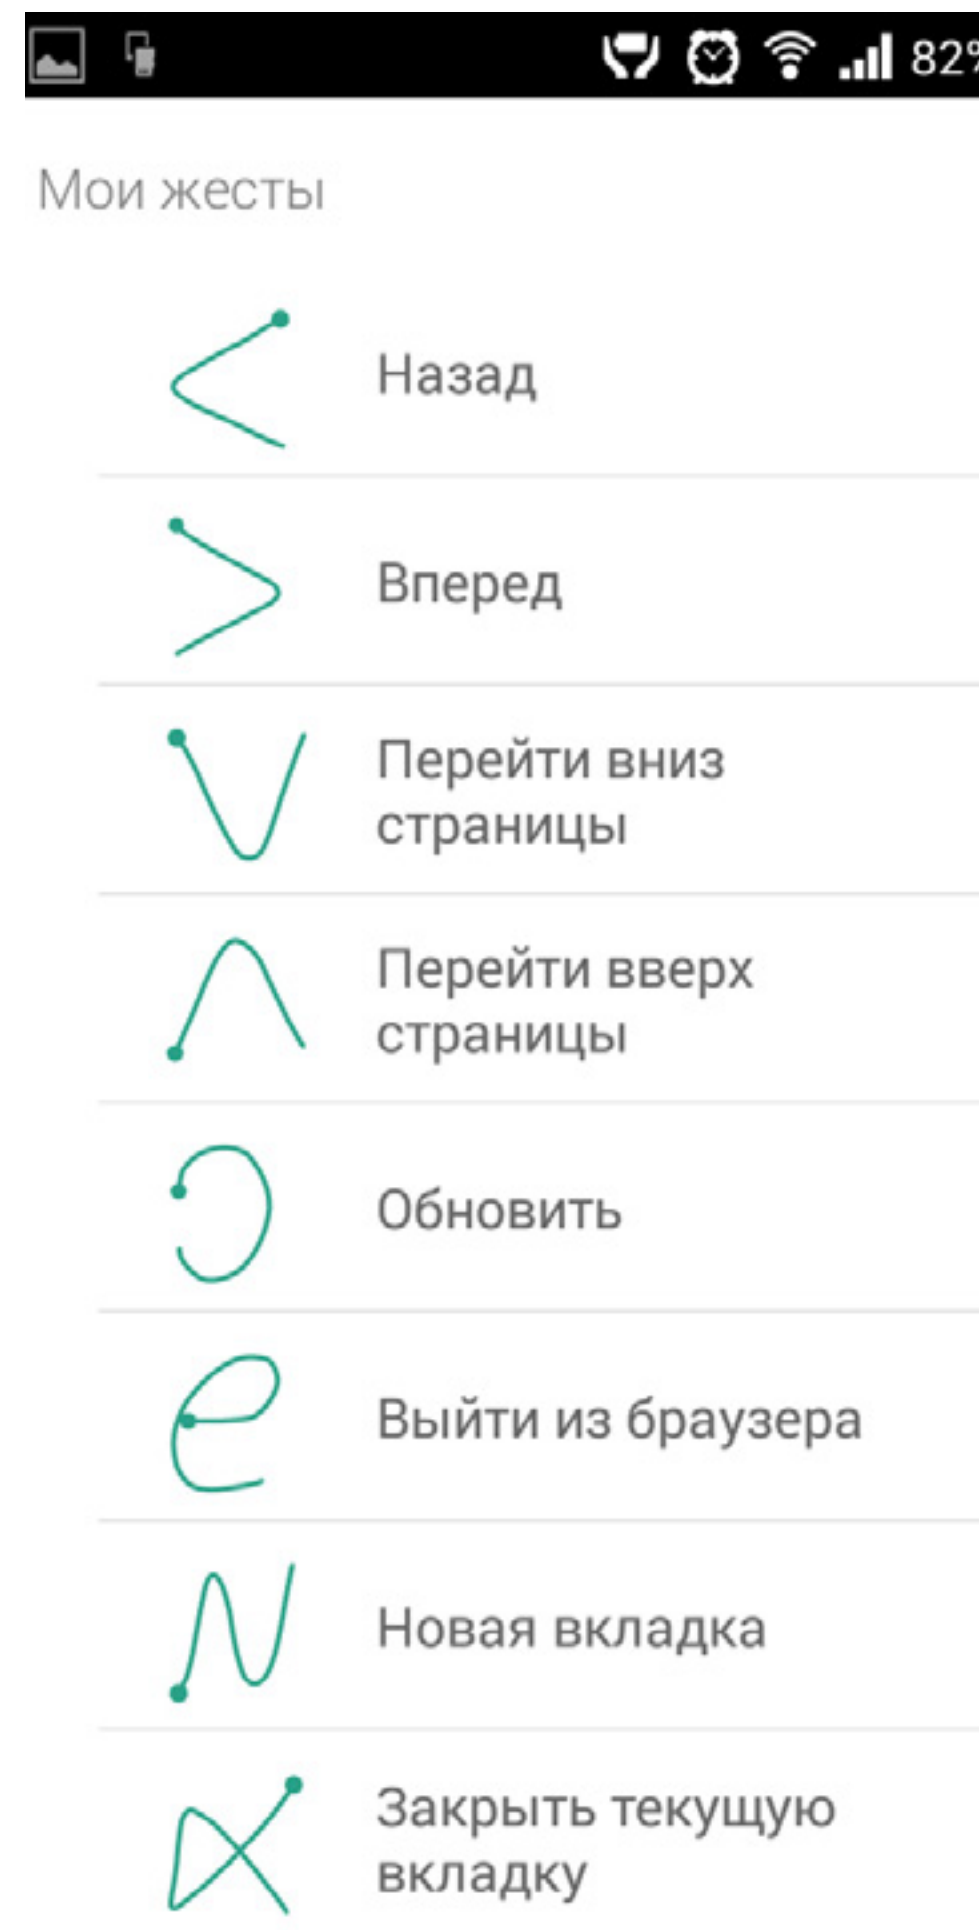 82%
Мои жесты
Назад
Вперед
Перейти вниз
страницы
Перейти вверх
страницы
Обновить
Выйти из браузера
Новая вкладка
Закрыть текущую
вкладку